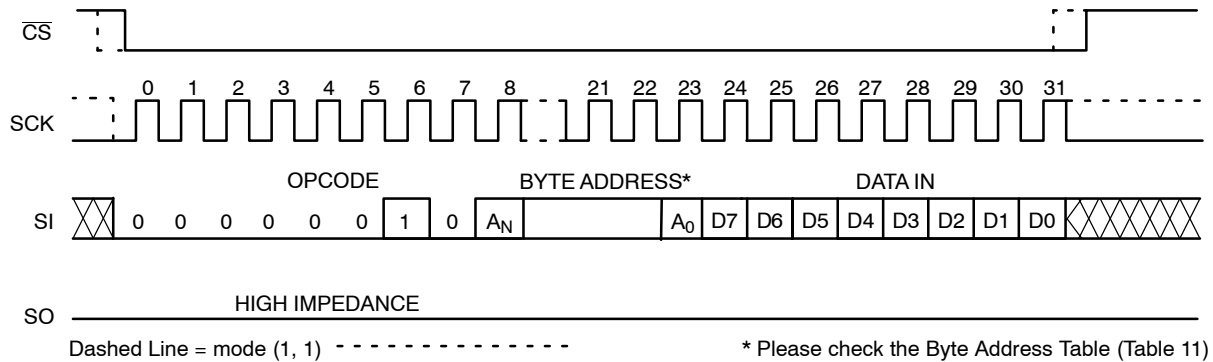 CS
0 1 2 3 4 5 6 7 8 21 22 23 24 25 26 27 28 29 30 31
SCK
OPCODE BYTE ADDRESS* DATA IN
SI 0 0 0 0 0 0 1 0 AN A0 D7 D6 D5 D4 D3 D2 D1 D0
HIGH IMPEDANCE
SO
Dashed Line = mode (1, 1) * Please check the Byte Address Table (Table 11)